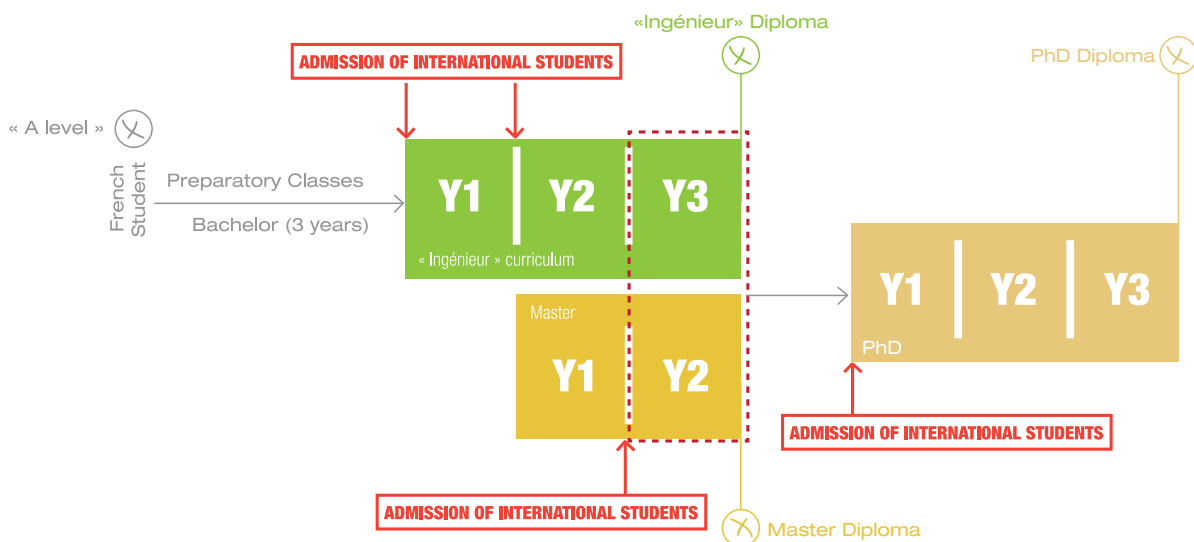 «Ingénieur» Diploma
ADMISSION OF INTERNATIONAL STUDENTS
PhD Diploma
« A level »
French
Student
Preparatory Classes
Bachelor (3 years)
Y1
Y2
Y3
« Ingénieur » curriculum
Master
Y1
Y2
Y1
Y2
Y3
PhD
ADMISSION OF INTERNATIONAL STUDENTS
ADMISSION OF INTERNATIONAL STUDENTS
Master Diploma